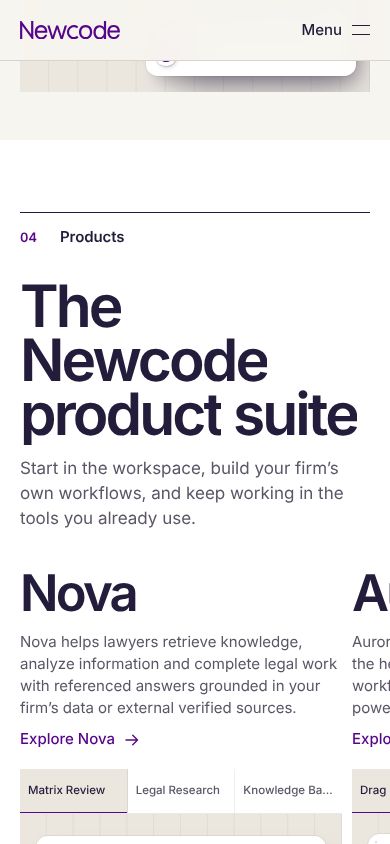 Newcode
Menu
04 Products
The
Newcode
product suite
Start in the workspace, build your firm’s
own workflows, and keep working in the
tools you already use.
Nova
Nova helps lawyers retrieve knowledge,
analyze information and complete legal work
with referenced answers grounded in your
firm’s data or external verified sources.
Explore Nova →
Matrix Review
Legal Research
Knowledge Ba...
Drag